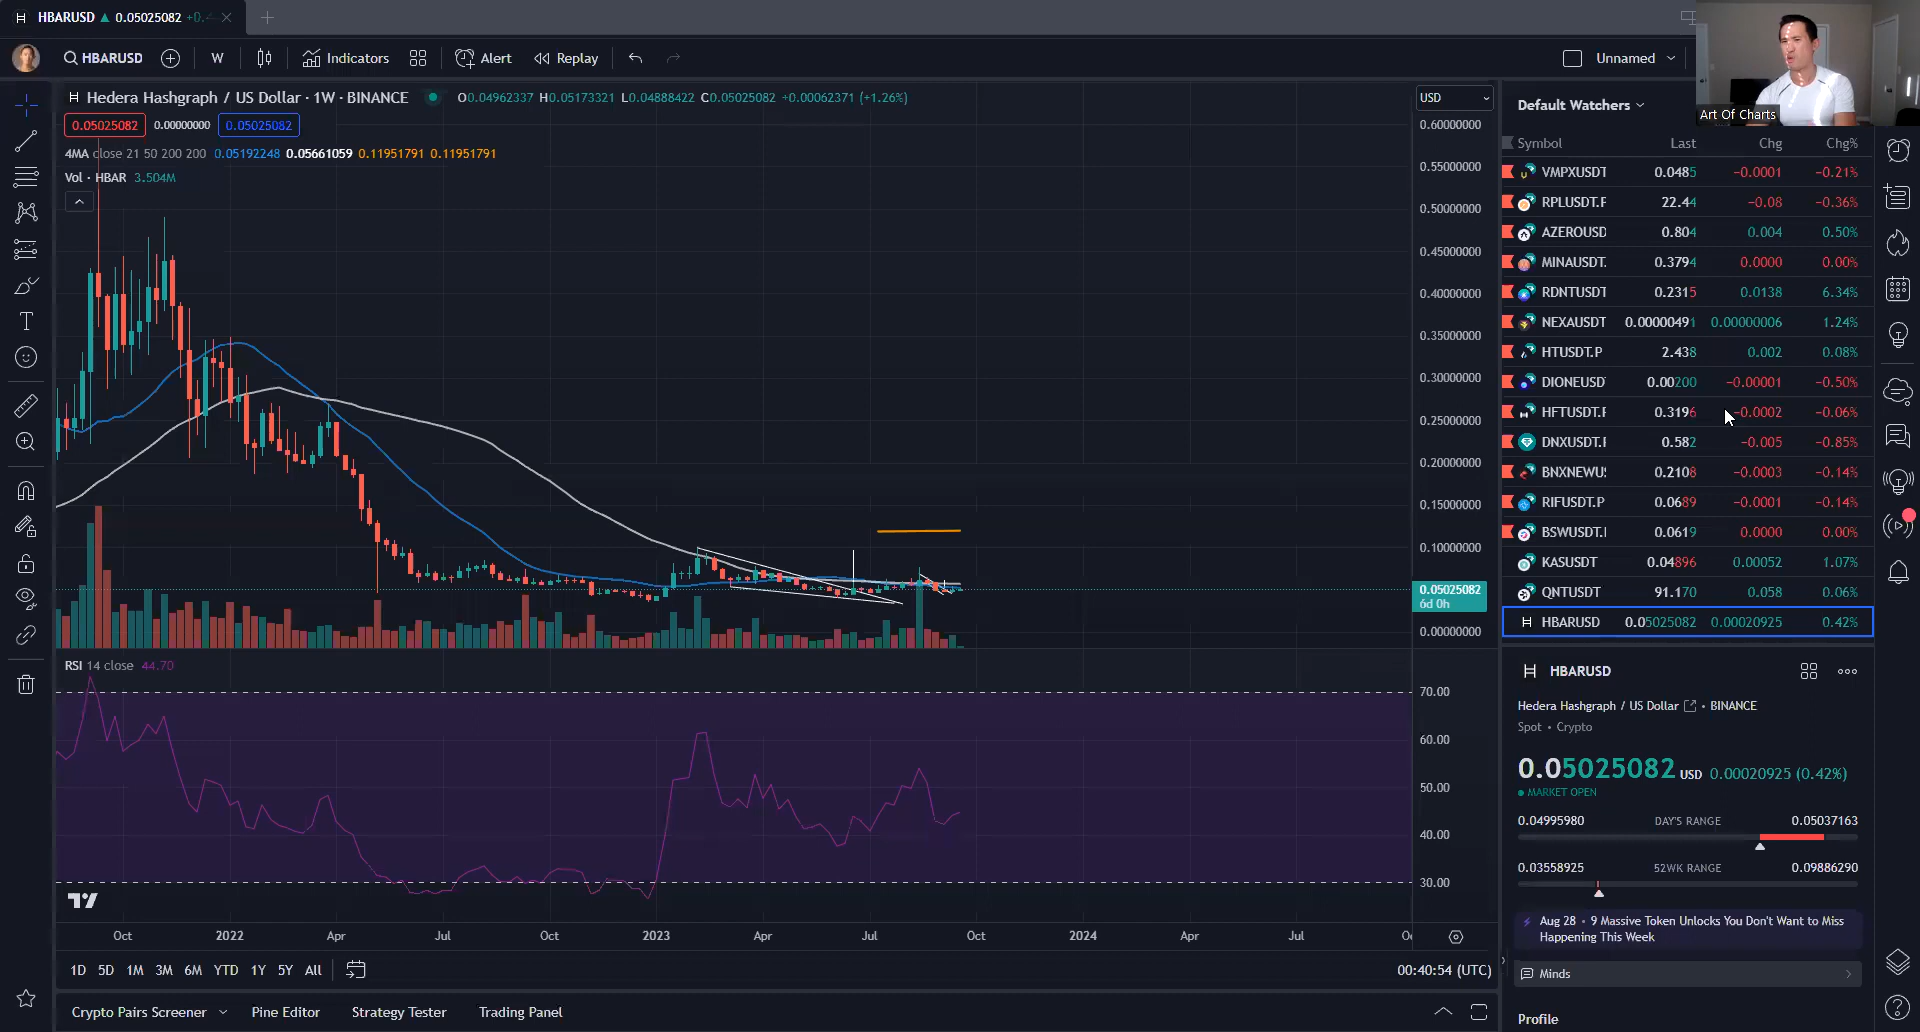 HBARUSD ▲ 0.05025082 +0.4
HBARUSD W Indicators Alert Replay Unnamed
Hedera Hashgraph / US Dollar · 1W · BINANCE O0.04962337 H0.05173321 L0.04888422 C0.05025082 +0.00062371 (+1.26%)
0.05025082 0.00000000 0.05025082
4MA close 21 50 200 200 0.05192248 0.05661059 0.11951791 0.11951791
Vol · HBAR 3.504M
USD
0.60000000
0.55000000
0.50000000
0.45000000
0.40000000
0.35000000
0.30000000
0.25000000
0.20000000
0.15000000
0.10000000
0.05025082
6d 0h
0.00000000
RSI 14 close 44.70
70.00
60.00
50.00
40.00
30.00
Oct 2022 Apr Jul Oct 2023 Apr Jul Oct 2024 Apr Jul
1D 5D 1M 3M 6M YTD 1Y 5Y All 00:40:54 (UTC)
Crypto Pairs Screener Pine Editor Strategy Tester Trading Panel
Art Of Charts
Default Watchers
Symbol Last Chg Chg%
VMPXUSDT 0.0485 −0.0001 −0.21%
RPLUSDT.F 22.44 −0.08 −0.36%
AZEROUSD 0.804 0.004 0.50%
MINAUSDT. 0.3794 0.0000 0.00%
RDNTUSDT 0.2315 0.0138 6.34%
NEXAUSDT 0.00000491 0.00000006 1.24%
HTUSDT.P 2.438 0.002 0.08%
DIONEUSD 0.00200 −0.00001 −0.50%
HFTUSDT.F 0.3196 −0.0002 −0.06%
DNXUSDT.F 0.582 −0.005 −0.85%
BNXNEWU 0.2108 −0.0003 −0.14%
RIFUSDT.P 0.0689 −0.0001 −0.14%
BSWUSDT. 0.0619 0.0000 0.00%
KASUSDT 0.04896 0.00052 1.07%
QNTUSDT 91.170 0.058 0.06%
HBARUSD 0.05025082 0.00020925 0.42%
HBARUSD
Hedera Hashgraph / US Dollar • BINANCE
Spot • Crypto
0.05025082 USD 0.00020925 (0.42%)
MARKET OPEN
0.04995980 DAY'S RANGE 0.05037163
0.03558925 52WK RANGE 0.09886290
Aug 28 • 9 Massive Token Unlocks You Don't Want to Miss
Happening This Week
Minds
Profile